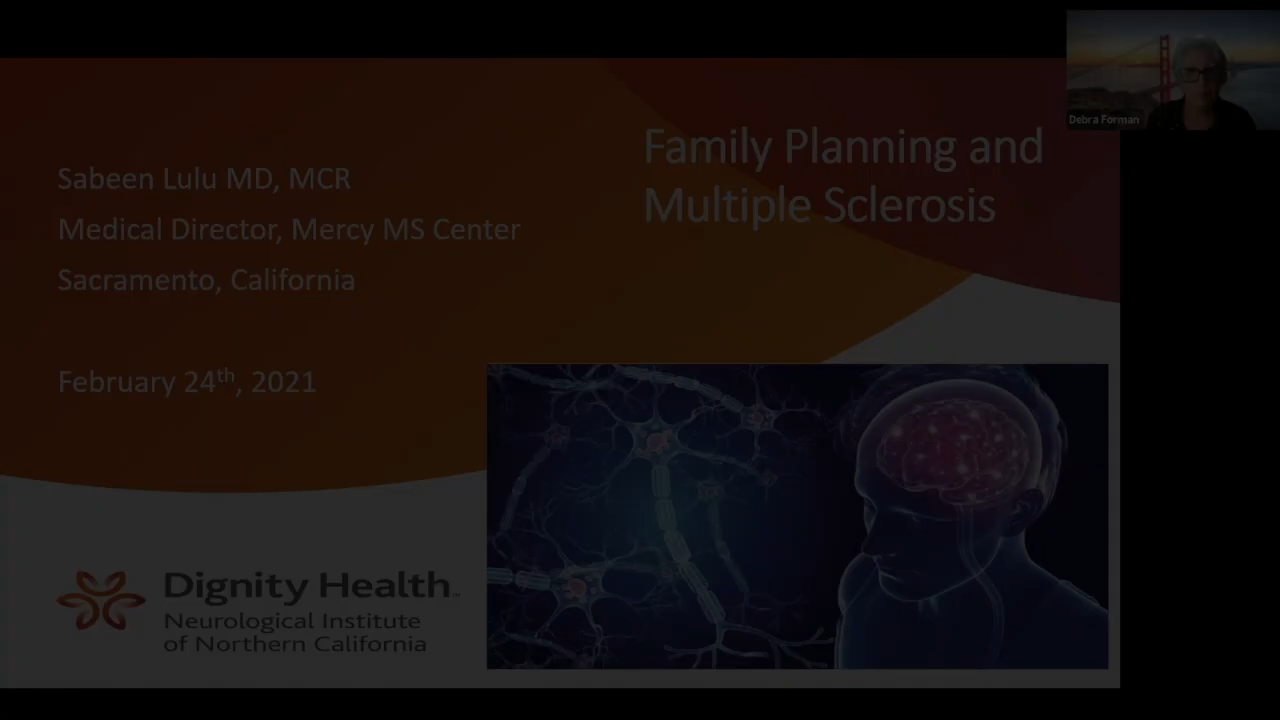 Debra Forman
Family Planning and
Multiple Sclerosis
Sabeen Lulu MD, MCR
Medical Director, Mercy MS Center
Sacramento, California
February 24th, 2021
Dignity Health™
Neurological Institute
of Northern California